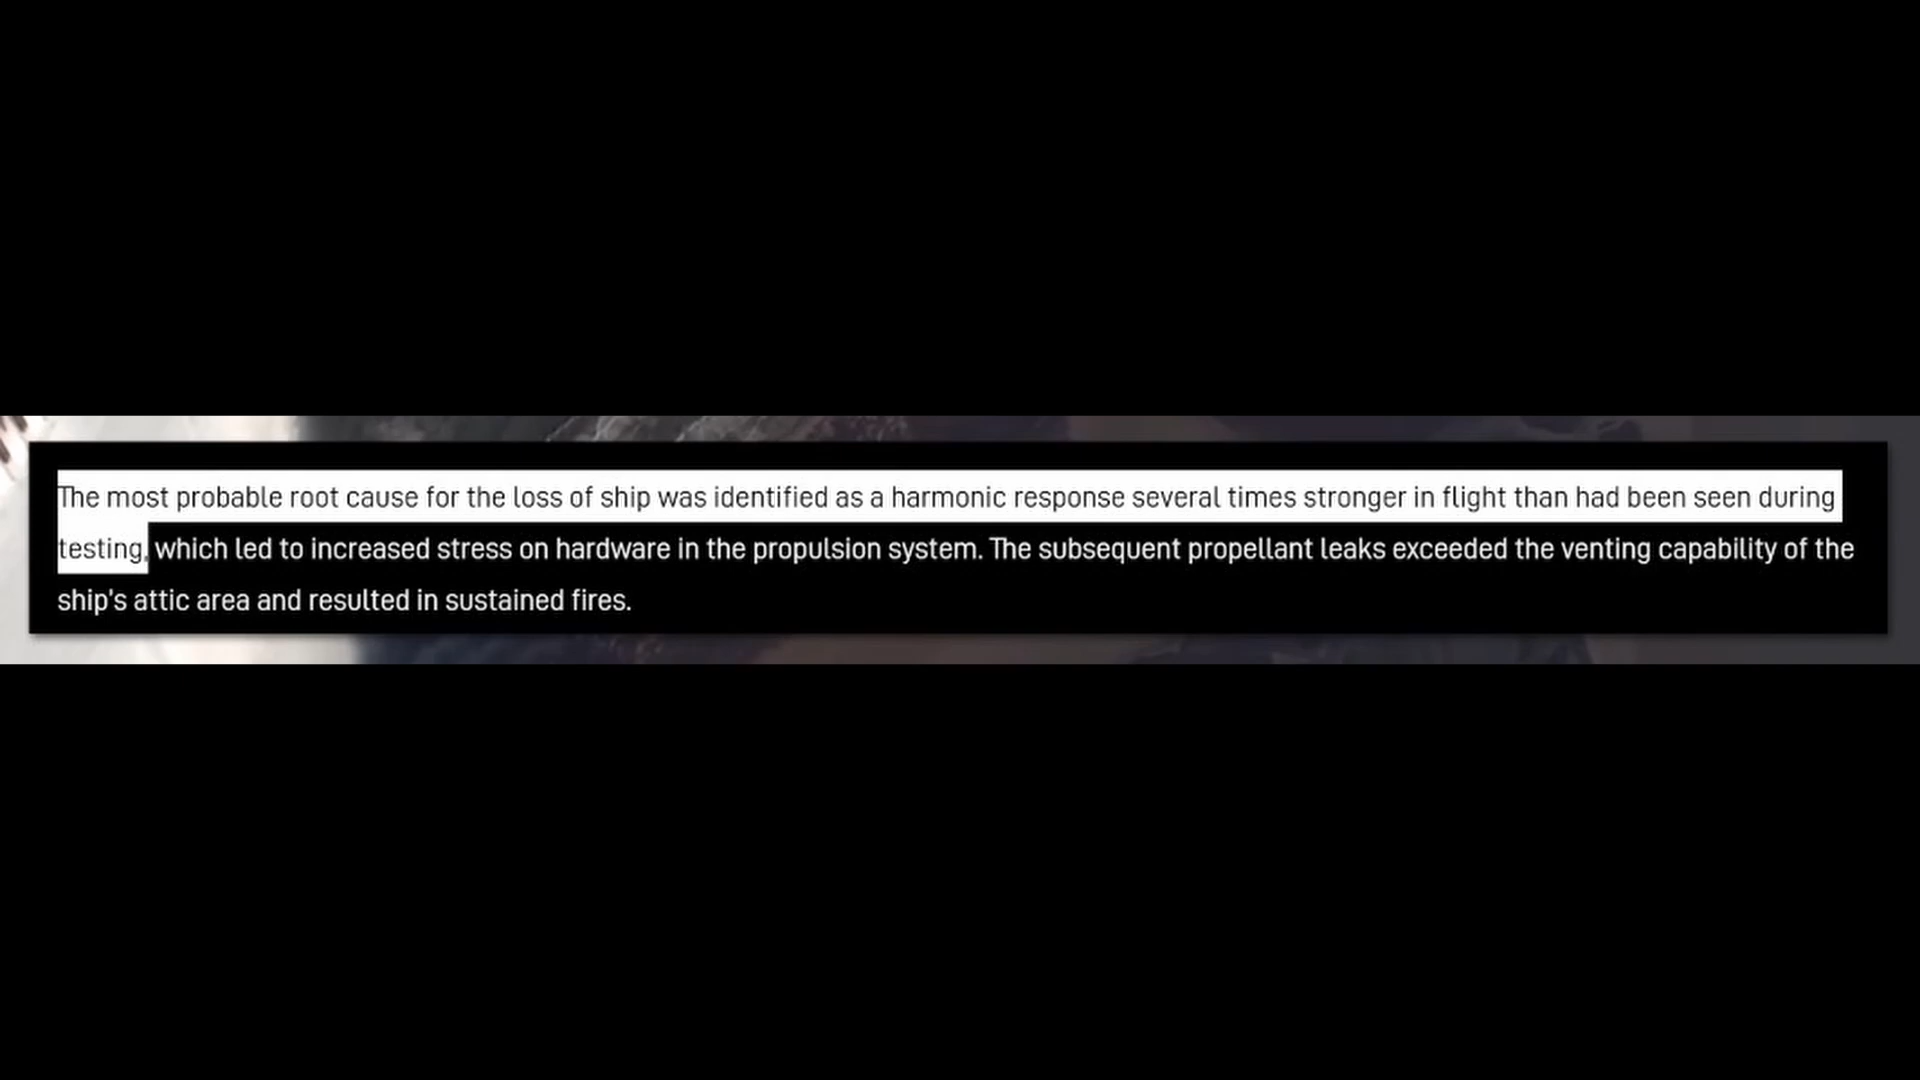 The most probable root cause for the loss of ship was identified as a harmonic response several times stronger in flight than had been seen during
testing, which led to increased stress on hardware in the propulsion system. The subsequent propellant leaks exceeded the venting capability of the
ship's attic area and resulted in sustained fires.